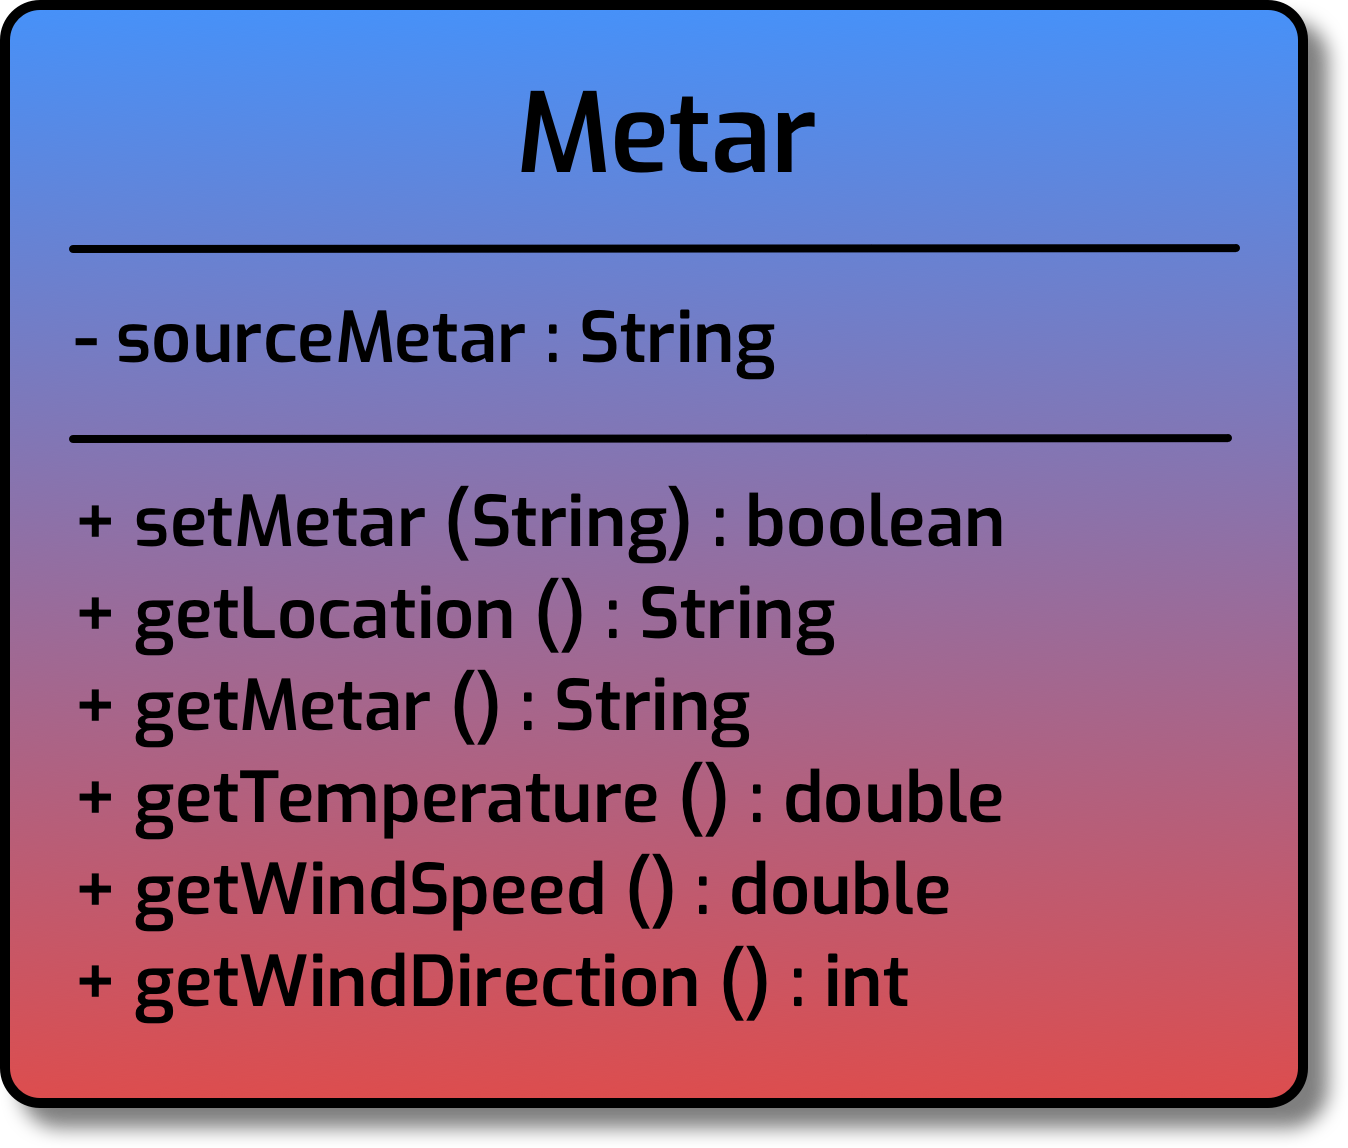 Metar
- sourceMetar : String
+ setMetar (String) : boolean
+ getLocation () : String
+ getMetar () : String
+ getTemperature () : double
+ getWindSpeed () : double
+ getWindDirection () : int